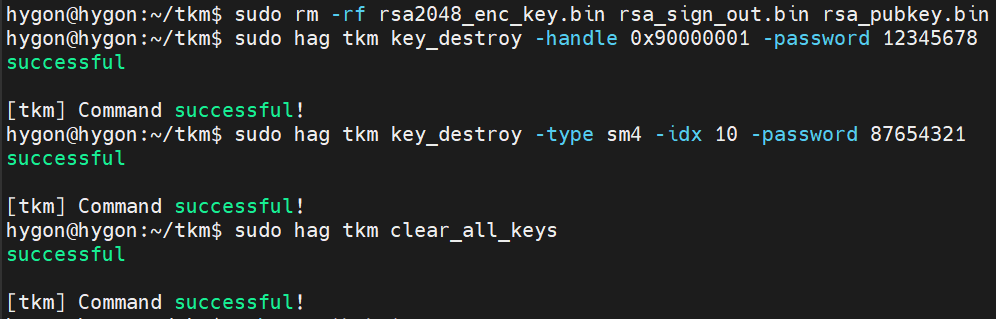 hygon@hygon:~/tkm$ sudo rm -rf rsa2048_enc_key.bin rsa_sign_out.bin rsa_pubkey.bin
hygon@hygon:~/tkm$ sudo hag tkm key_destroy -handle 0x90000001 -password 12345678
successful
[tkm] Command successful!
hygon@hygon:~/tkm$ sudo hag tkm key_destroy -type sm4 -idx 10 -password 87654321
successful
[tkm] Command successful!
hygon@hygon:~/tkm$ sudo hag tkm clear_all_keys
successful
[tkm] Command successful!